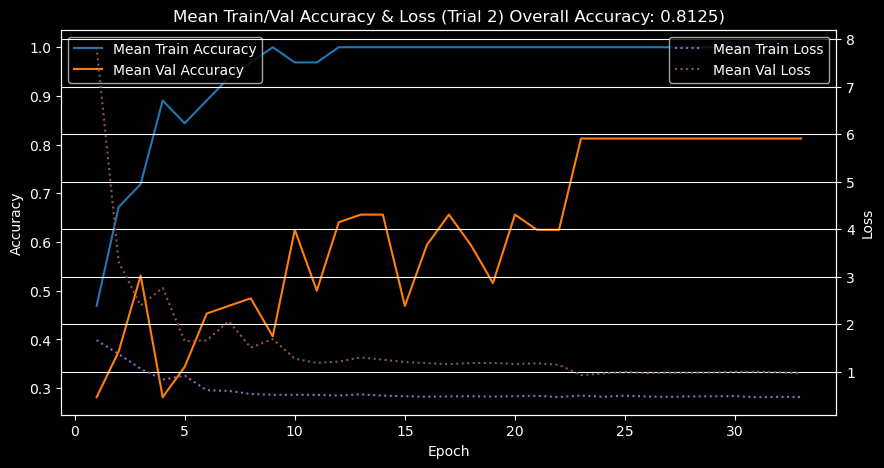 Mean Train/Val Accuracy & Loss (Trial 2) Overall Accuracy: 0.8125)
Mean Train Accuracy
Mean Val Accuracy
Mean Train Loss
Mean Val Loss
Accuracy
1.0
0.9
0.8
0.7
0.6
0.5
0.4
0.3
Loss
8
7
6
5
4
3
2
1
0 5 10 15 20 25 30
Epoch